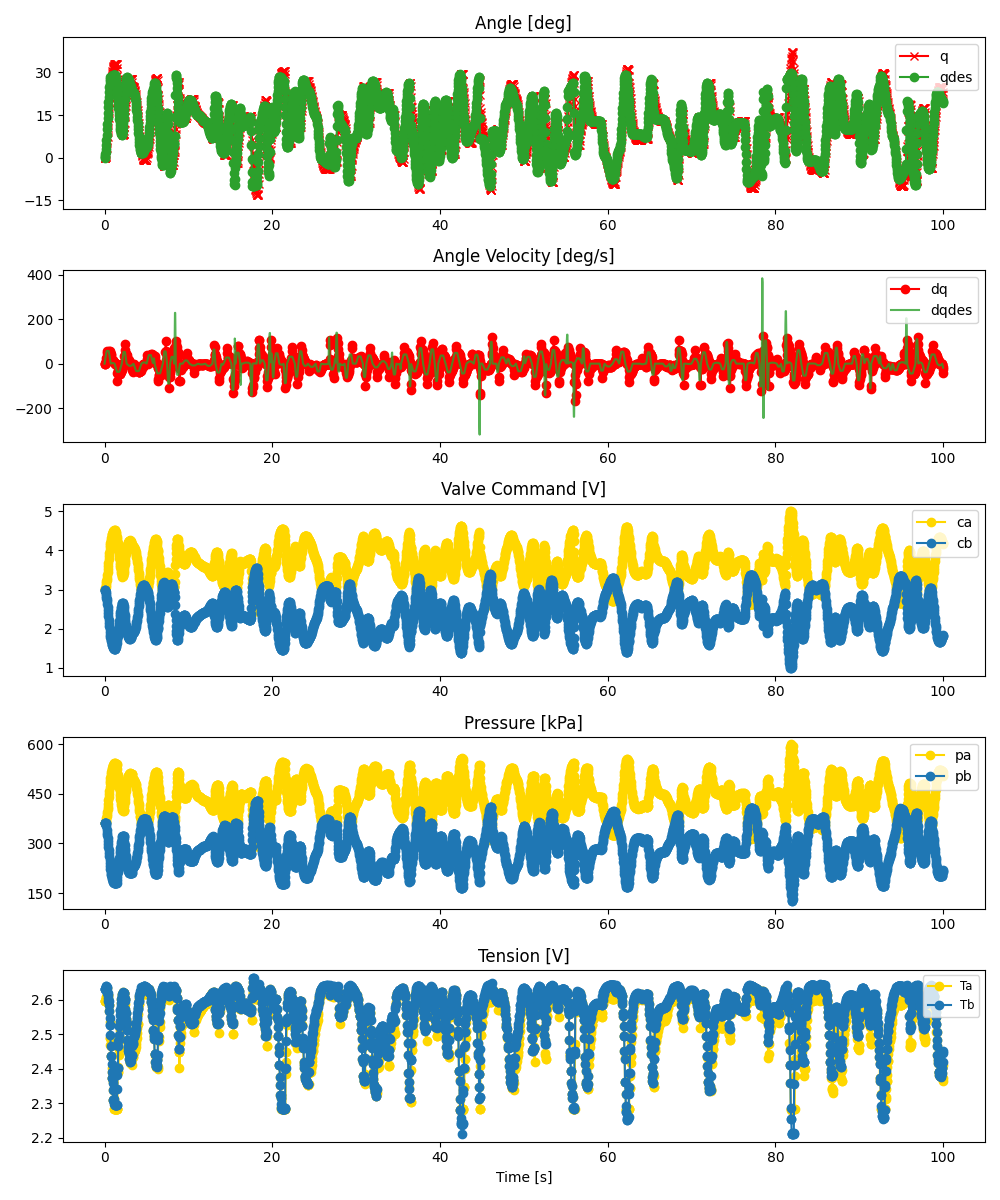 Angle [deg]
30
15
0
−15
q
qdes
0 20 40 60 80 100
Angle Velocity [deg/s]
400
200
0
−200
dq
dqdes
0 20 40 60 80 100
Valve Command [V]
5
4
3
2
1
ca
cb
0 20 40 60 80 100
Pressure [kPa]
600
450
300
150
pa
pb
0 20 40 60 80 100
Tension [V]
2.6
2.5
2.4
2.3
2.2
Ta
Tb
0 20 40 60 80 100
Time [s]